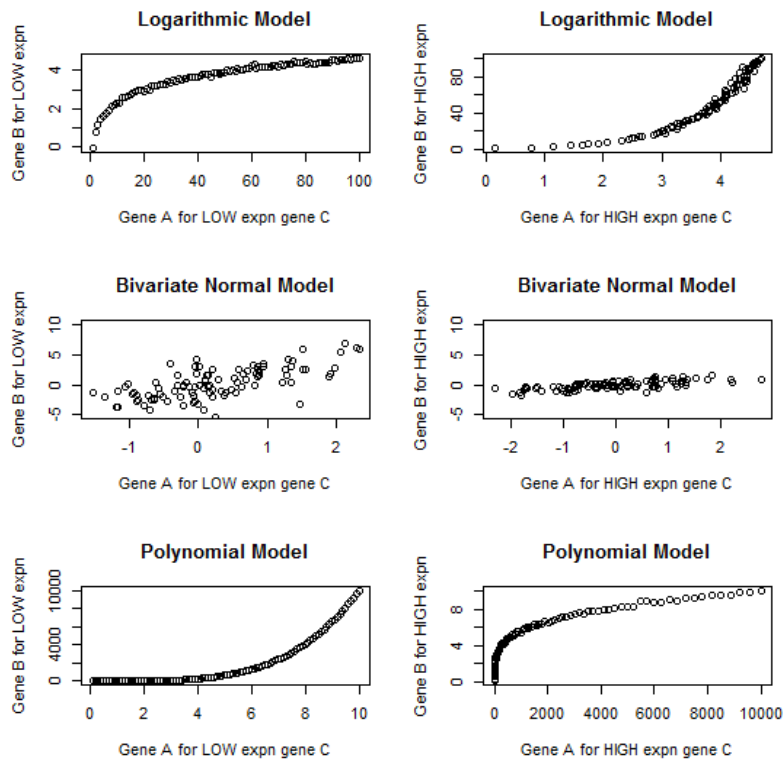 Logarithmic Model
Gene B for LOW expn
0 2 4
0 20 40 60 80 100
Gene A for LOW expn gene C
Logarithmic Model
Gene B for HIGH expn
0 40 80
0 1 2 3 4
Gene A for HIGH expn gene C
Bivariate Normal Model
Gene B for LOW expn
-5 0 5 10
-1 0 1 2
Gene A for LOW expn gene C
Bivariate Normal Model
Gene B for HIGH expn
-5 0 5 10
-2 -1 0 1 2
Gene A for HIGH expn gene C
Polynomial Model
Gene B for LOW expn
0 4000 10000
0 2 4 6 8 10
Gene A for LOW expn gene C
Polynomial Model
Gene B for HIGH expn
0 4 8
0 2000 4000 6000 8000 10000
Gene A for HIGH expn gene C